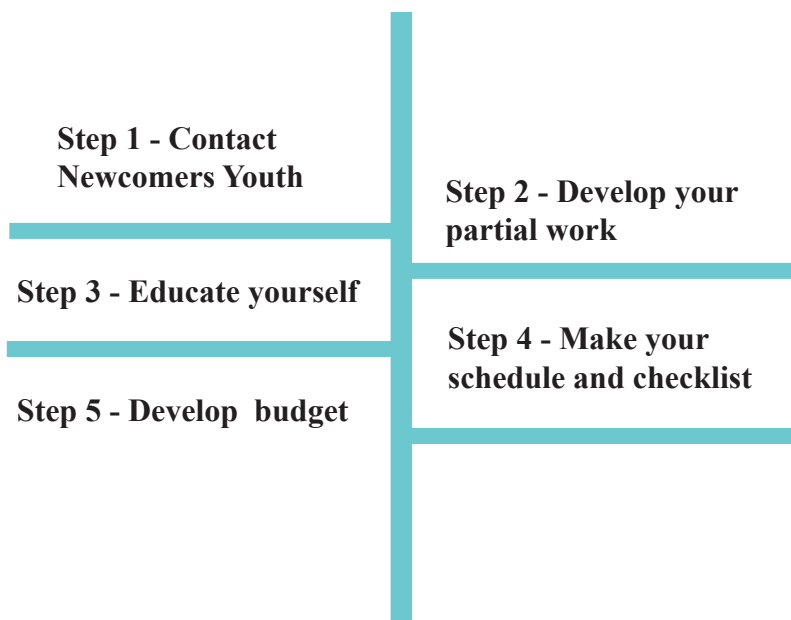 Step 1 - Contact
Newcomers Youth
Step 2 - Develop your
partial work
Step 3 - Educate yourself
Step 4 - Make your
schedule and checklist
Step 5 - Develop  budget